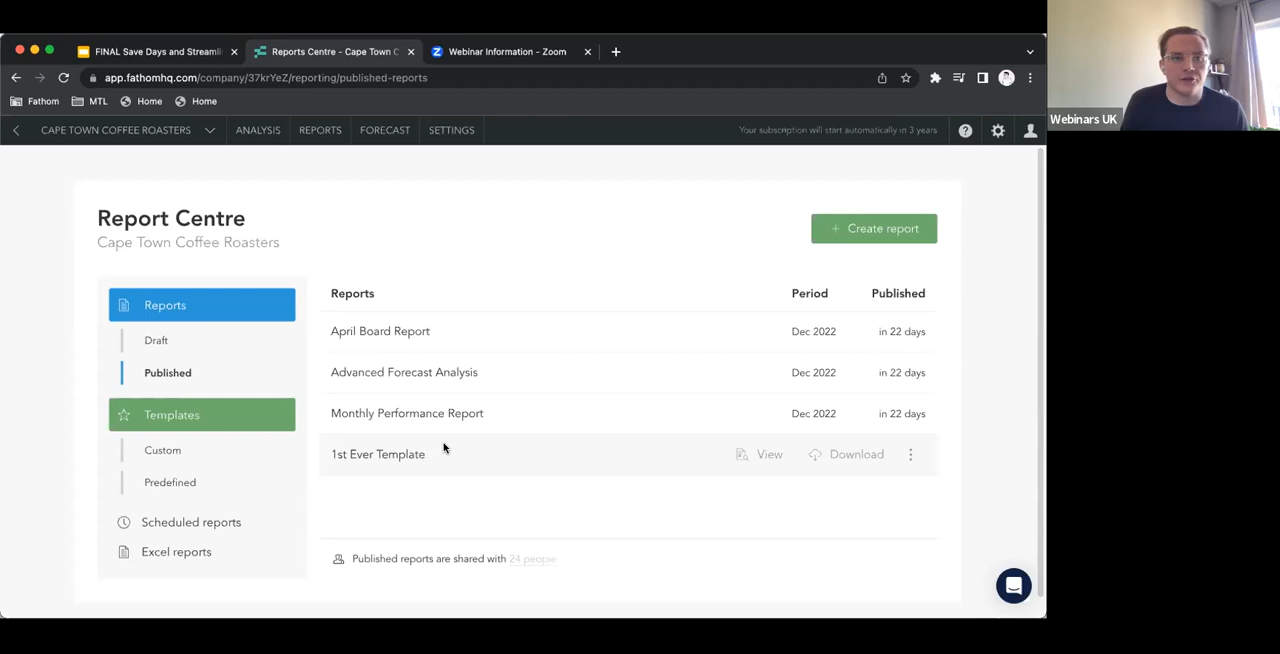 FINAL Save Days and Streamli
Reports Centre - Cape Town C
Webinar Information - Zoom
app.fathomhq.com/company/37krYeZ/reporting/published-reports
Fathom
MTL
Home
Home
Webinars UK
CAPE TOWN COFFEE ROASTERS
ANALYSIS
REPORTS
FORECAST
SETTINGS
Your subscription will start automatically in 3 years
Report Centre
Cape Town Coffee Roasters
+ Create report
Reports
Draft
Published
Templates
Custom
Predefined
Scheduled reports
Excel reports
Reports Period Published
April Board Report Dec 2022 in 22 days
Advanced Forecast Analysis Dec 2022 in 22 days
Monthly Performance Report Dec 2022 in 22 days
1st Ever Template View Download
Published reports are shared with 24 people